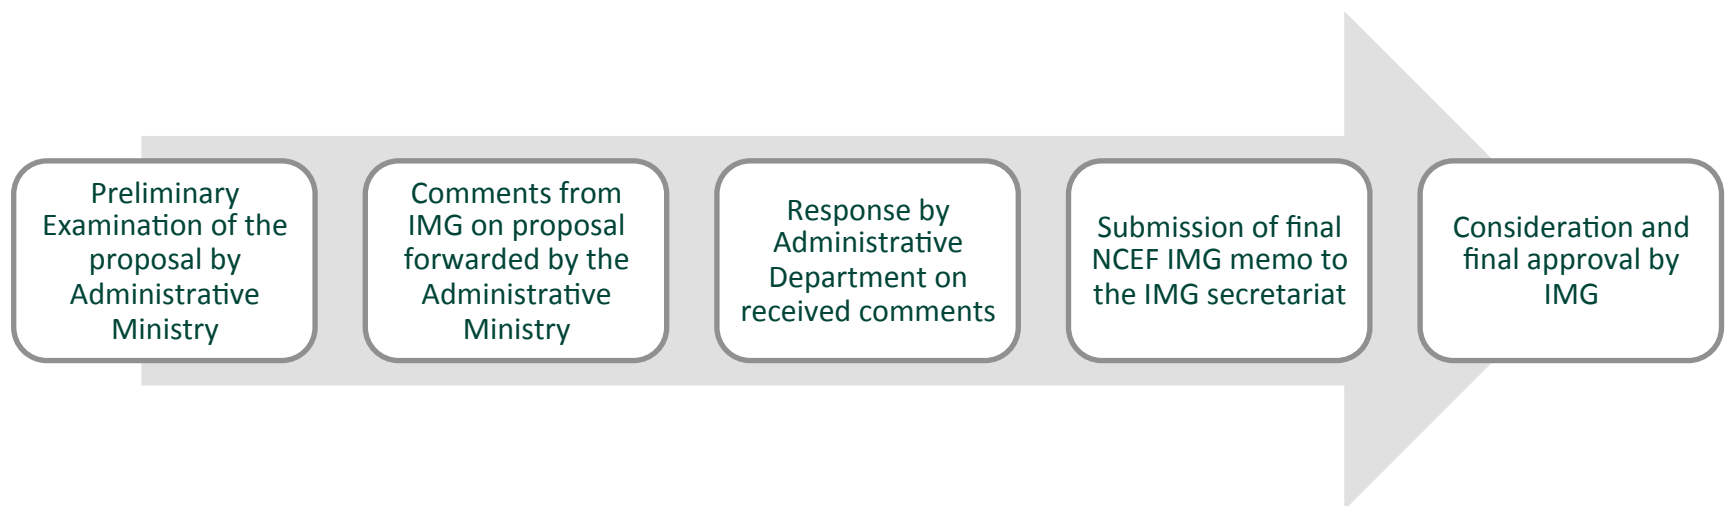 Preliminary
Examination of the
proposal by
Administrative
Ministry
Comments from
IMG on proposal
forwarded by the
Administrative
Ministry
Response by
Administrative
Department on
received comments
Submission of final
NCEF IMG memo to
the IMG secretariat
Consideration and
final approval by
IMG